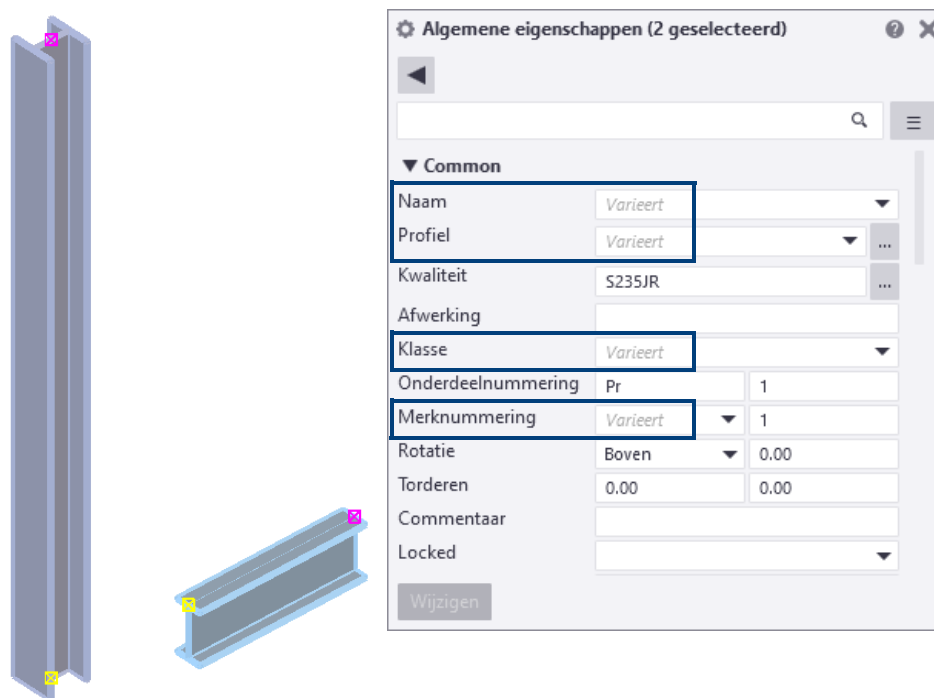 Algemene eigenschappen (2 geselecteerd)
Common
Naam Varieert
Profiel Varieert ...
Kwaliteit S235JR ...
Afwerking
Klasse Varieert
Onderdeelnummering Pr 1
Merknummering Varieert 1
Rotatie Boven 0.00
Torderen 0.00 0.00
Commentaar
Locked
Wijzigen